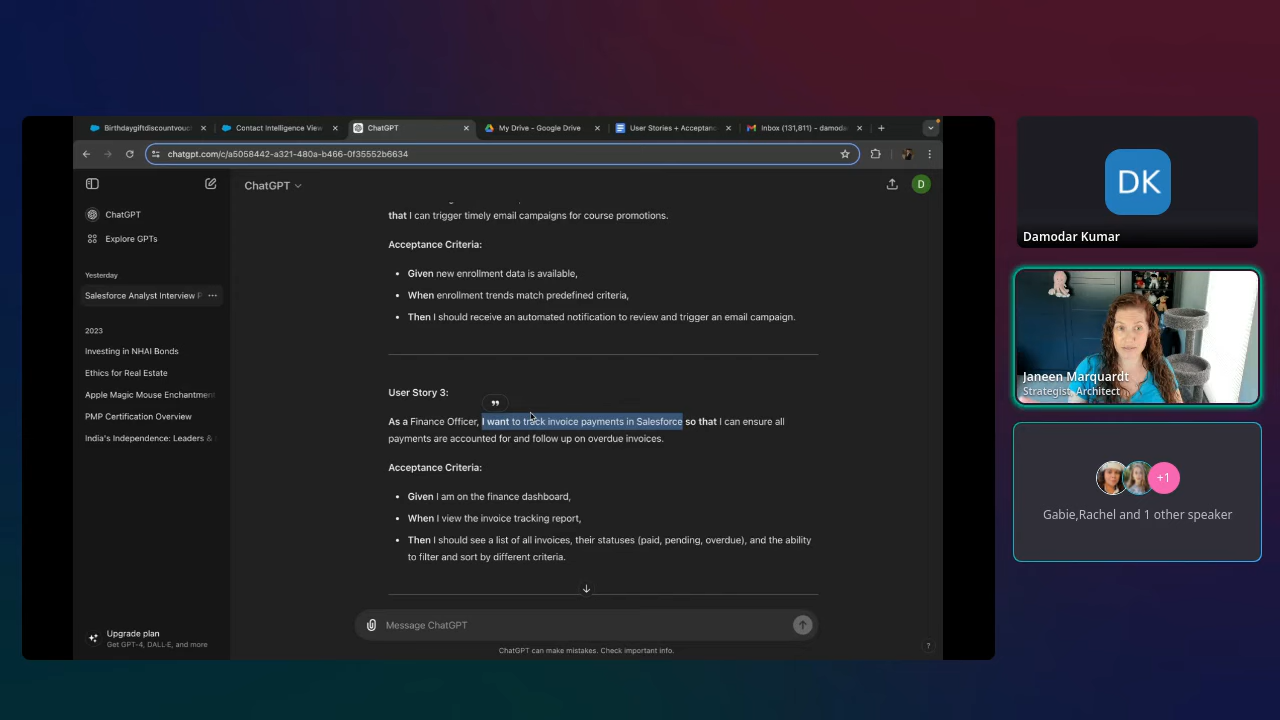 Birthdaygiftdiscountvouc
Contact Intelligence View
ChatGPT
My Drive - Google Drive
User Stories + Acceptanc
Inbox (131,811) - damoda
chatgpt.com/c/a5058442-a321-480a-b466-0f35552b6634
ChatGPT
D
ChatGPT
Explore GPTs
Yesterday
Salesforce Analyst Interview P
2023
Investing in NHAI Bonds
Ethics for Real Estate
Apple Magic Mouse Enchantment
PMP Certification Overview
India's Independence: Leaders &
Upgrade plan
Get GPT-4, DALL·E, and more
that I can trigger timely email campaigns for course promotions.
Acceptance Criteria:
• Given new enrollment data is available,
• When enrollment trends match predefined criteria,
• Then I should receive an automated notification to review and trigger an email campaign.
User Story 3:
As a Finance Officer, I want to track invoice payments in Salesforce so that I can ensure all
payments are accounted for and follow up on overdue invoices.
Acceptance Criteria:
• Given I am on the finance dashboard,
• When I view the invoice tracking report,
• Then I should see a list of all invoices, their statuses (paid, pending, overdue), and the ability
to filter and sort by different criteria.
Message ChatGPT
ChatGPT can make mistakes. Check important info.
?
DK
Damodar Kumar
Janeen Marquardt
Strategist, Architect
+1
Gabie,Rachel and 1 other speaker